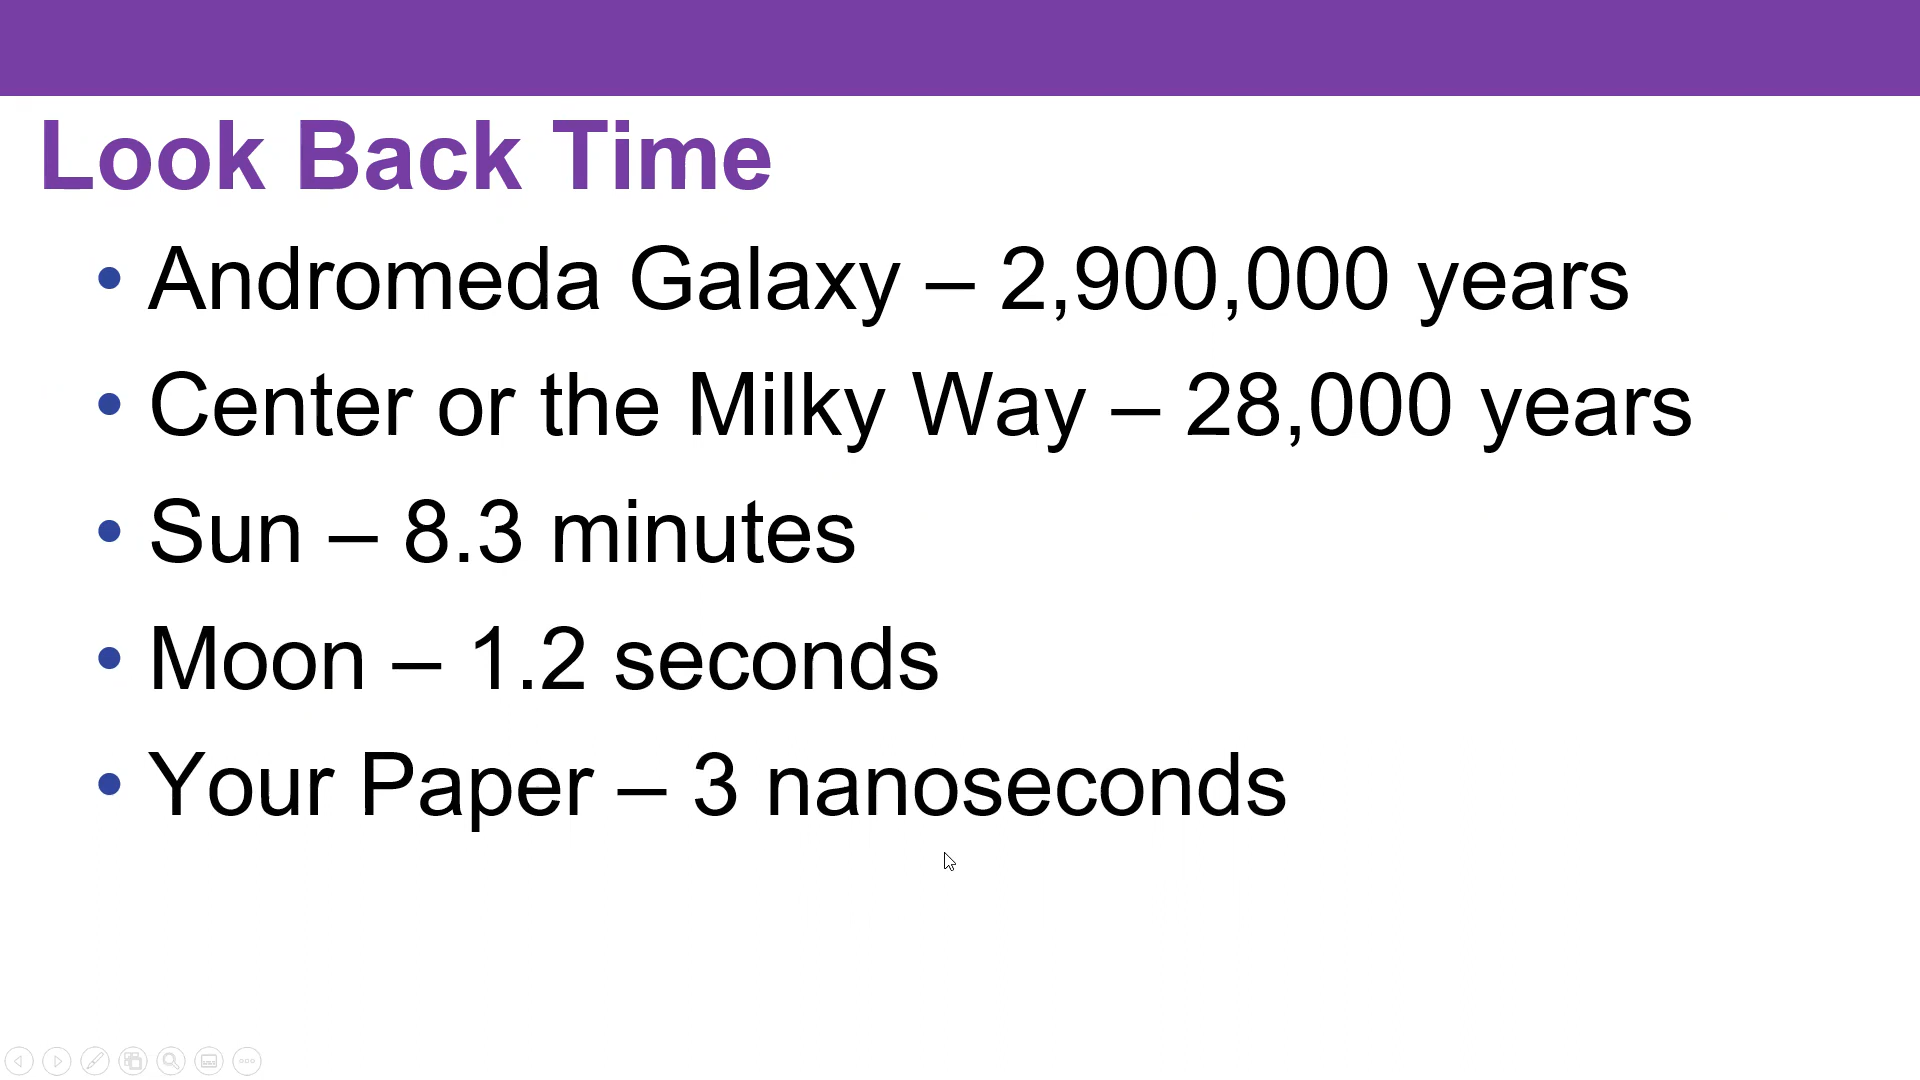 Look Back Time
• Andromeda Galaxy – 2,900,000 years
• Center or the Milky Way – 28,000 years
• Sun – 8.3 minutes
• Moon – 1.2 seconds
• Your Paper – 3 nanoseconds